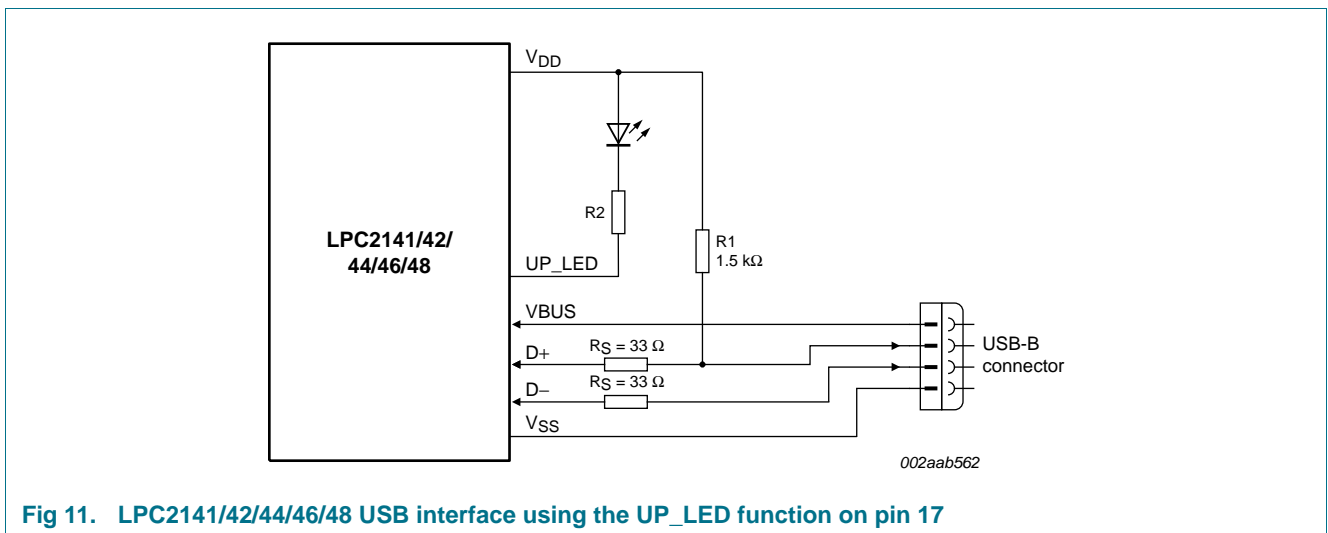 VDD
R2
R1
1.5 kΩ
LPC2141/42/
44/46/48
UP_LED
VBUS
D+
RS = 33 Ω
D−
RS = 33 Ω
VSS
USB-B
connector
002aab562
Fig 11. LPC2141/42/44/46/48 USB interface using the UP_LED function on pin 17